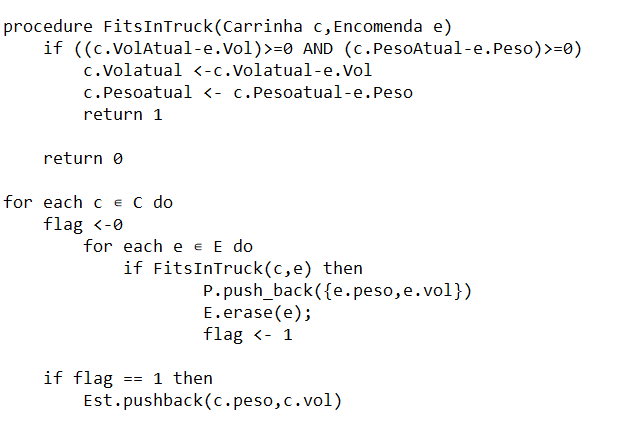 procedure FitsInTruck(Carrinha c,Encomenda e)
    if ((c.VolAtual-e.Vol)>=0 AND (c.PesoAtual-e.Peso)>=0)
        c.Volatual <-c.Volatual-e.Vol
        c.Pesoatual <- c.Pesoatual-e.Peso
        return 1
    return 0
for each c ∊ C do
    flag <-0
        for each e ∊ E do
            if FitsInTruck(c,e) then
                    P.push_back({e.peso,e.vol})
                    E.erase(e);
                    flag <- 1
    if flag == 1 then
        Est.pushback(c.peso,c.vol)